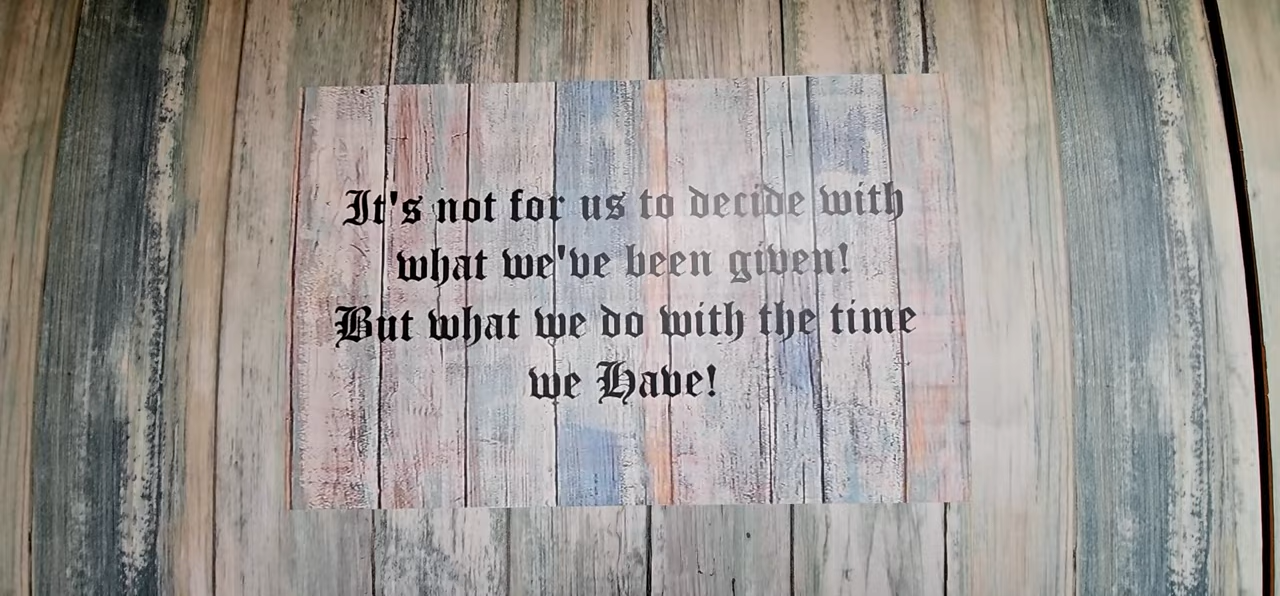 It's not for us to decide with
what we've been given!
But what we do with the time
we Have!